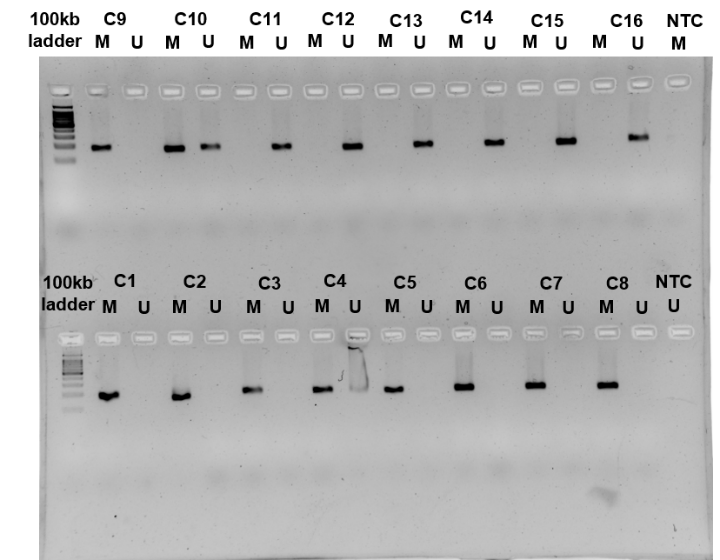 100kb C9 C10 C11 C12 C13 C14 C15 C16 NTC
ladder M U M U M U M U M U M U M U M U M
100kb C1 C2 C3 C4 C5 C6 C7 C8 NTC
ladder M U M U M U M U M U M U M U M U U